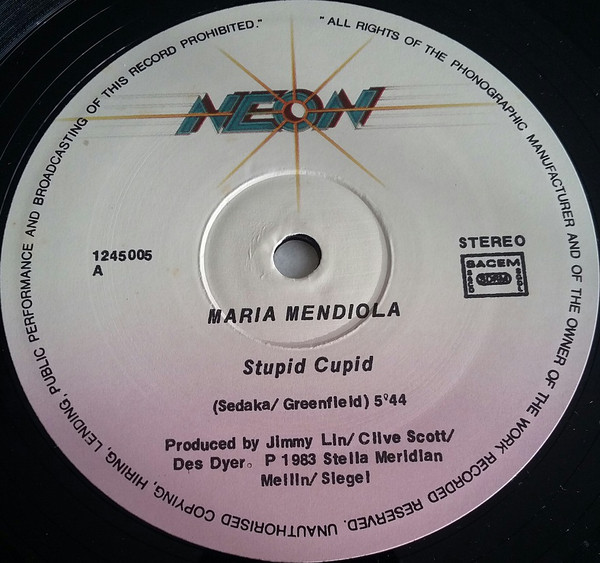 "ALL RIGHTS OF THE PHONOGRAPHIC MANUFACTURER AND OF THE OWNER OF THE WORK RECORDED RESERVED. UNAUTHORISED COPYING, HIRING, LENDING, PUBLIC PERFORMANCE AND BROADCASTING OF THIS RECORD PROHIBITED."
NEON
1245005
A
STEREO
SACEM
MARIA MENDIOLA
Stupid Cupid
(Sedaka/ Greenfield) 5º44
Produced by Jimmy Lin/ Clive Scott/
Des Dyer. P 1983 Stella Meridian
Mellin/ Siegel